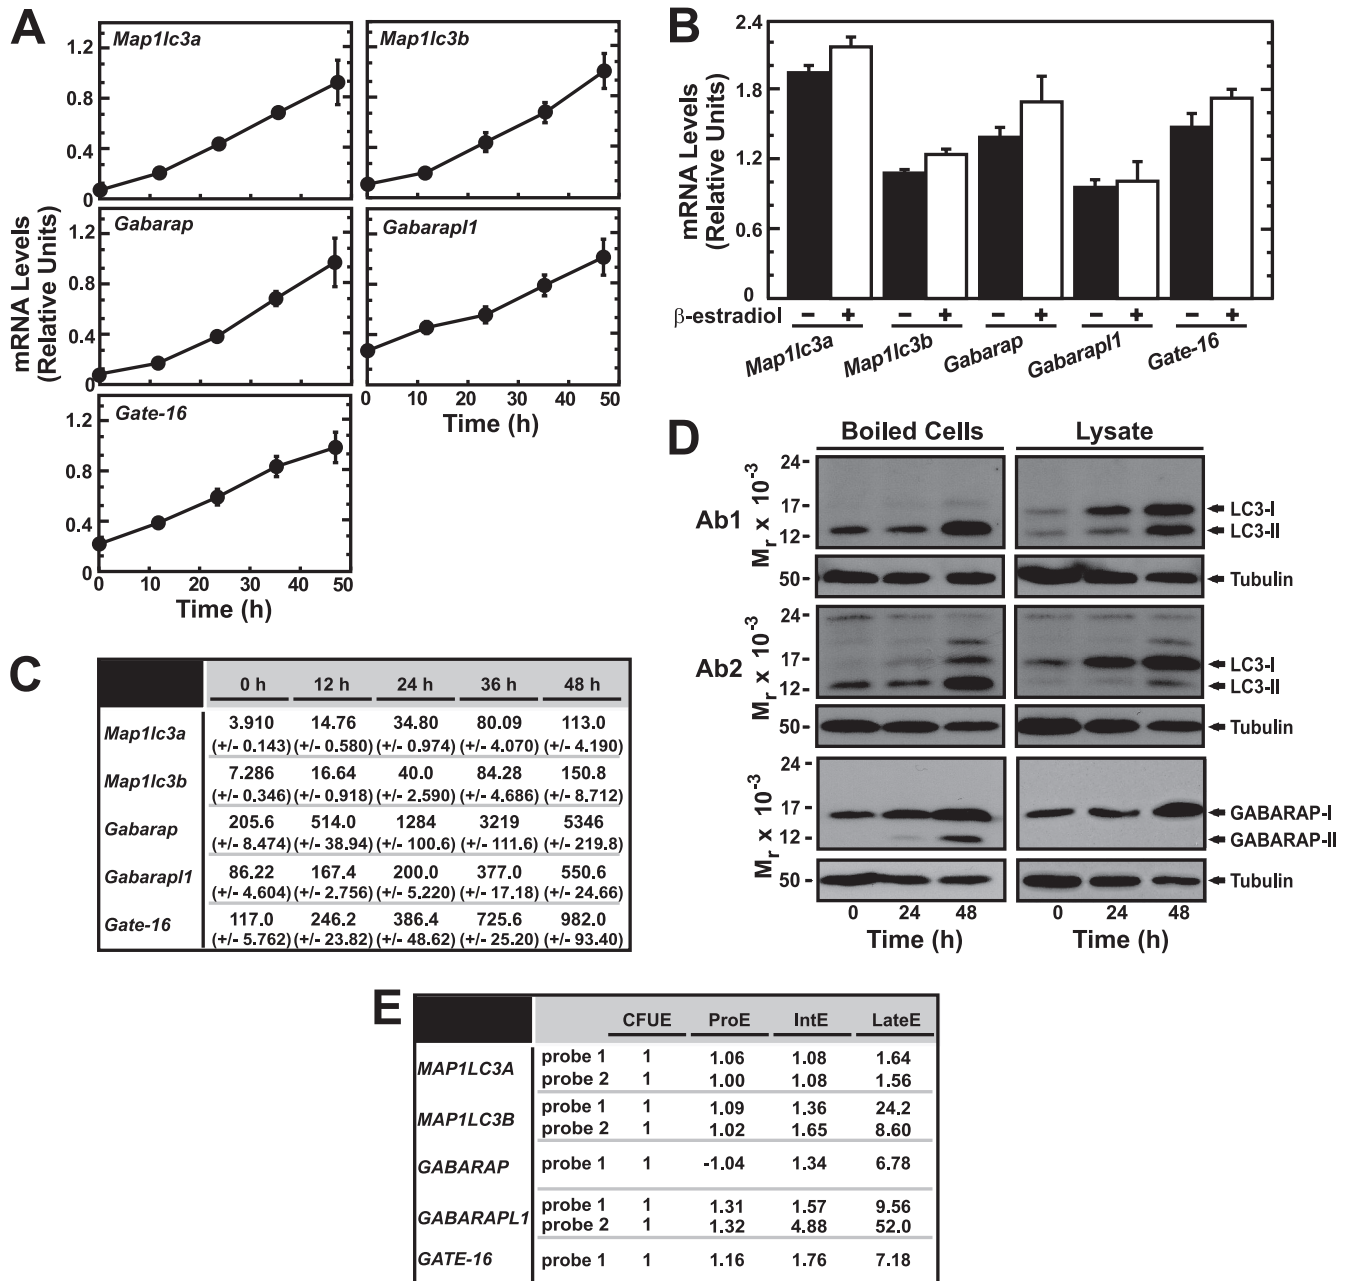 A
Map1lc3a
Map1lc3b
1.2
0.8
0.4
0
Gabarap
Gabarapl1
1.2
0.8
0.4
0
mRNA Levels
(Relative Units)
Gate-16
1.2
0.8
0.4
0
0 10 20 30 40 50
Time (h)
0 10 20 30 40 50
Time (h)
B
mRNA Levels
(Relative Units)
2.4
1.8
1.2
0.6
0
β-estradiol − + − + − + − + − +
Map1lc3a Map1lc3b Gabarap Gabarapl1 Gate-16
C
0 h 12 h 24 h 36 h 48 h
Map1lc3a 3.910 14.76 34.80 80.09 113.0
(+/- 0.143) (+/- 0.580) (+/- 0.974) (+/- 4.070) (+/- 4.190)
Map1lc3b 7.286 16.64 40.0 84.28 150.8
(+/- 0.346) (+/- 0.918) (+/- 2.590) (+/- 4.686) (+/- 8.712)
Gabarap 205.6 514.0 1284 3219 5346
(+/- 8.474) (+/- 38.94) (+/- 100.6) (+/- 111.6) (+/- 219.8)
Gabarapl1 86.22 167.4 200.0 377.0 550.6
(+/- 4.604) (+/- 2.756) (+/- 5.220) (+/- 17.18) (+/- 24.66)
Gate-16 117.0 246.2 386.4 725.6 982.0
(+/- 5.762) (+/- 23.82) (+/- 48.62) (+/- 25.20) (+/- 93.40)
D
Boiled Cells Lysate
Ab1
Mr x 10-3
24
17
12
LC3-I
LC3-II
50
Tubulin
Ab2
Mr x 10-3
24
17
12
LC3-I
LC3-II
50
Tubulin
Mr x 10-3
24
17
12
GABARAP-I
GABARAP-II
50
Tubulin
0 24 48 0 24 48
Time (h) Time (h)
E
CFUE ProE IntE LateE
MAP1LC3A probe 1 1 1.06 1.08 1.64
probe 2 1 1.00 1.08 1.56
MAP1LC3B probe 1 1 1.09 1.36 24.2
probe 2 1 1.02 1.65 8.60
GABARAP probe 1 1 -1.04 1.34 6.78
GABARAPL1 probe 1 1 1.31 1.57 9.56
probe 2 1 1.32 4.88 52.0
GATE-16 probe 1 1 1.16 1.76 7.18